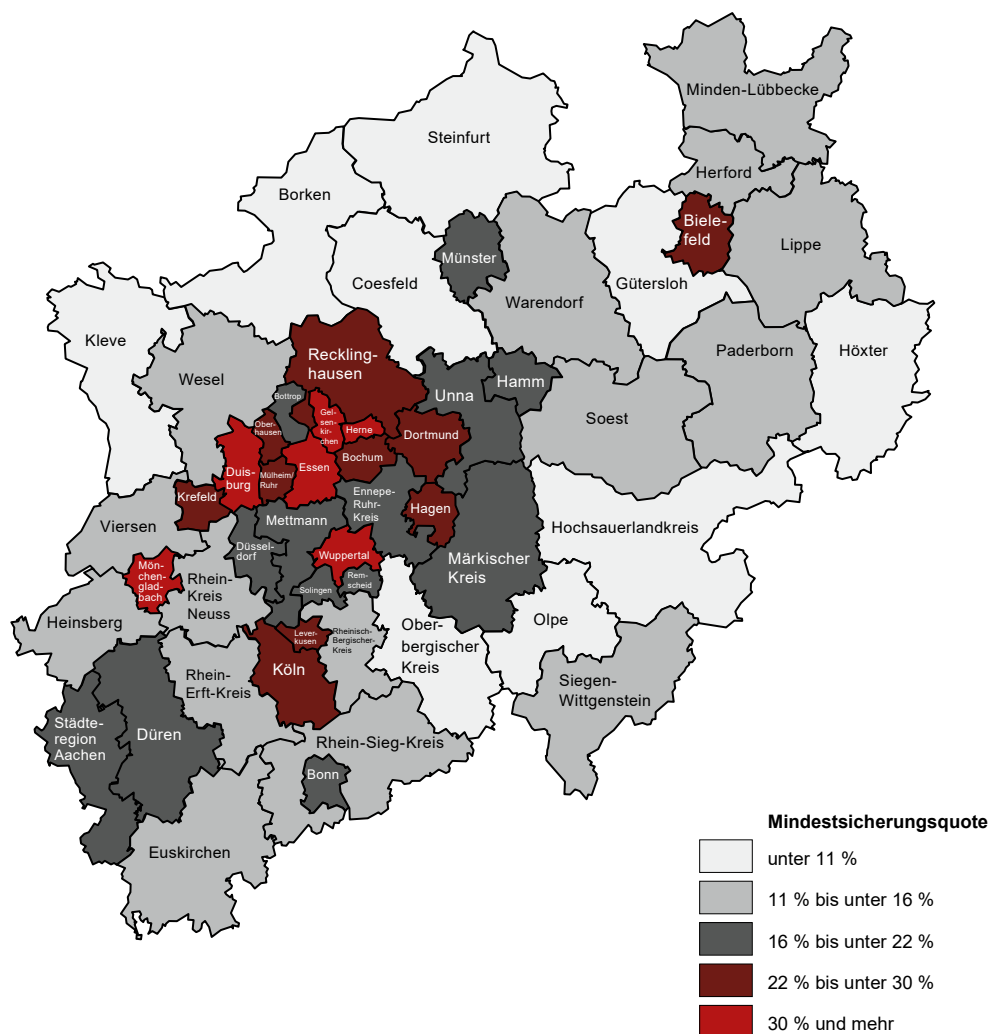 Minden-Lübbecke
Steinfurt
Herford
Borken
Biele-
feld
Lippe
Münster
Coesfeld
Gütersloh
Warendorf
Kleve
Reckling-
hausen
Paderborn
Höxter
Wesel
Hamm
Unna
Bottrop
Soest
Gel-
sen-
kir-
chen
Ober-
hausen
Herne
Dortmund
Bochum
Essen
Duis-
burg
Mülheim/
Ruhr
Krefeld
Ennepe-
Ruhr-
Kreis
Hagen
Mettmann
Viersen
Hochsauerlandkreis
Düssel-
dorf
Wuppertal
Märkischer
Kreis
Mön-
chen-
glad-
bach
Rhein-
Kreis
Neuss
Rem-
scheid
Solingen
Heinsberg
Ober-
bergischer
Kreis
Olpe
Lever-
kusen
Rheinisch-
Bergischer-
Kreis
Köln
Rhein-
Erft-Kreis
Siegen-
Wittgenstein
Städte-
region
Aachen
Düren
Rhein-Sieg-Kreis
Bonn
Euskirchen
Mindestsicherungsquote
unter 11 %
11 % bis unter 16 %
16 % bis unter 22 %
22 % bis unter 30 %
30 % und mehr